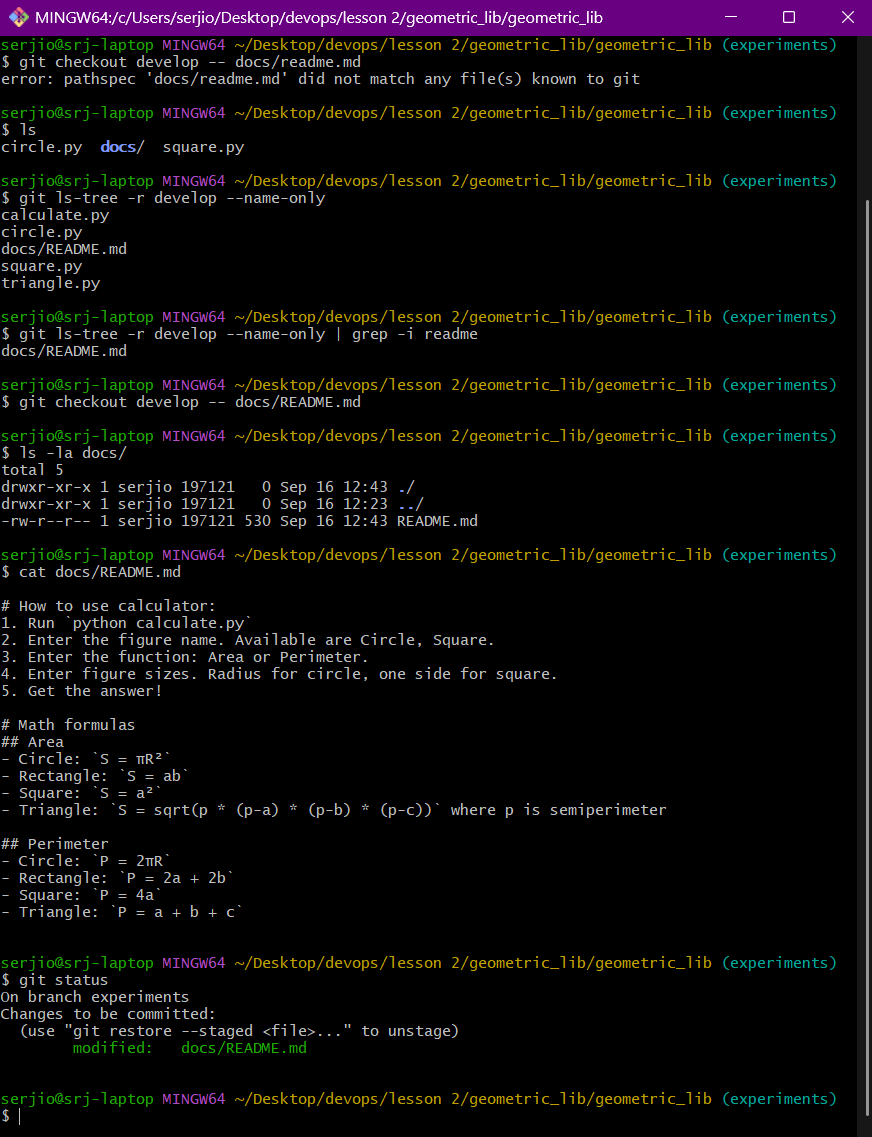 MINGW64:/c/Users/serjio/Desktop/devops/lesson 2/geometric_lib/geometric_lib
serjio@srj-laptop MINGW64 ~/Desktop/devops/lesson 2/geometric_lib/geometric_lib (experiments)
$ git checkout develop -- docs/readme.md
error: pathspec 'docs/readme.md' did not match any file(s) known to git
serjio@srj-laptop MINGW64 ~/Desktop/devops/lesson 2/geometric_lib/geometric_lib (experiments)
$ ls
circle.py  docs/  square.py
serjio@srj-laptop MINGW64 ~/Desktop/devops/lesson 2/geometric_lib/geometric_lib (experiments)
$ git ls-tree -r develop --name-only
calculate.py
circle.py
docs/README.md
square.py
triangle.py
serjio@srj-laptop MINGW64 ~/Desktop/devops/lesson 2/geometric_lib/geometric_lib (experiments)
$ git ls-tree -r develop --name-only | grep -i readme
docs/README.md
serjio@srj-laptop MINGW64 ~/Desktop/devops/lesson 2/geometric_lib/geometric_lib (experiments)
$ git checkout develop -- docs/README.md
serjio@srj-laptop MINGW64 ~/Desktop/devops/lesson 2/geometric_lib/geometric_lib (experiments)
$ ls -la docs/
total 5
drwxr-xr-x 1 serjio 197121   0 Sep 16 12:43 ./
drwxr-xr-x 1 serjio 197121   0 Sep 16 12:23 ../
-rw-r--r-- 1 serjio 197121 530 Sep 16 12:43 README.md
serjio@srj-laptop MINGW64 ~/Desktop/devops/lesson 2/geometric_lib/geometric_lib (experiments)
$ cat docs/README.md
# How to use calculator:
1. Run `python calculate.py`
2. Enter the figure name. Available are Circle, Square.
3. Enter the function: Area or Perimeter.
4. Enter figure sizes. Radius for circle, one side for square.
5. Get the answer!
# Math formulas
## Area
- Circle: `S = πR²`
- Rectangle: `S = ab`
- Square: `S = a²`
- Triangle: `S = sqrt(p * (p-a) * (p-b) * (p-c))` where p is semiperimeter
## Perimeter
- Circle: `P = 2πR`
- Rectangle: `P = 2a + 2b`
- Square: `P = 4a`
- Triangle: `P = a + b + c`
serjio@srj-laptop MINGW64 ~/Desktop/devops/lesson 2/geometric_lib/geometric_lib (experiments)
$ git status
On branch experiments
Changes to be committed:
  (use "git restore --staged <file>..." to unstage)
        modified:   docs/README.md
serjio@srj-laptop MINGW64 ~/Desktop/devops/lesson 2/geometric_lib/geometric_lib (experiments)
$